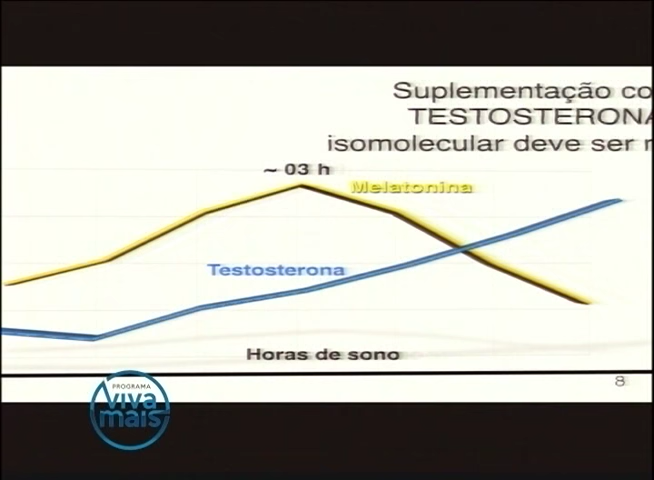 Suplementação co
TESTOSTERONA
isomolecular deve ser
~ 03 h
Melatonina
Testosterona
Horas de sono
8
PROGRAMA
viva
mais